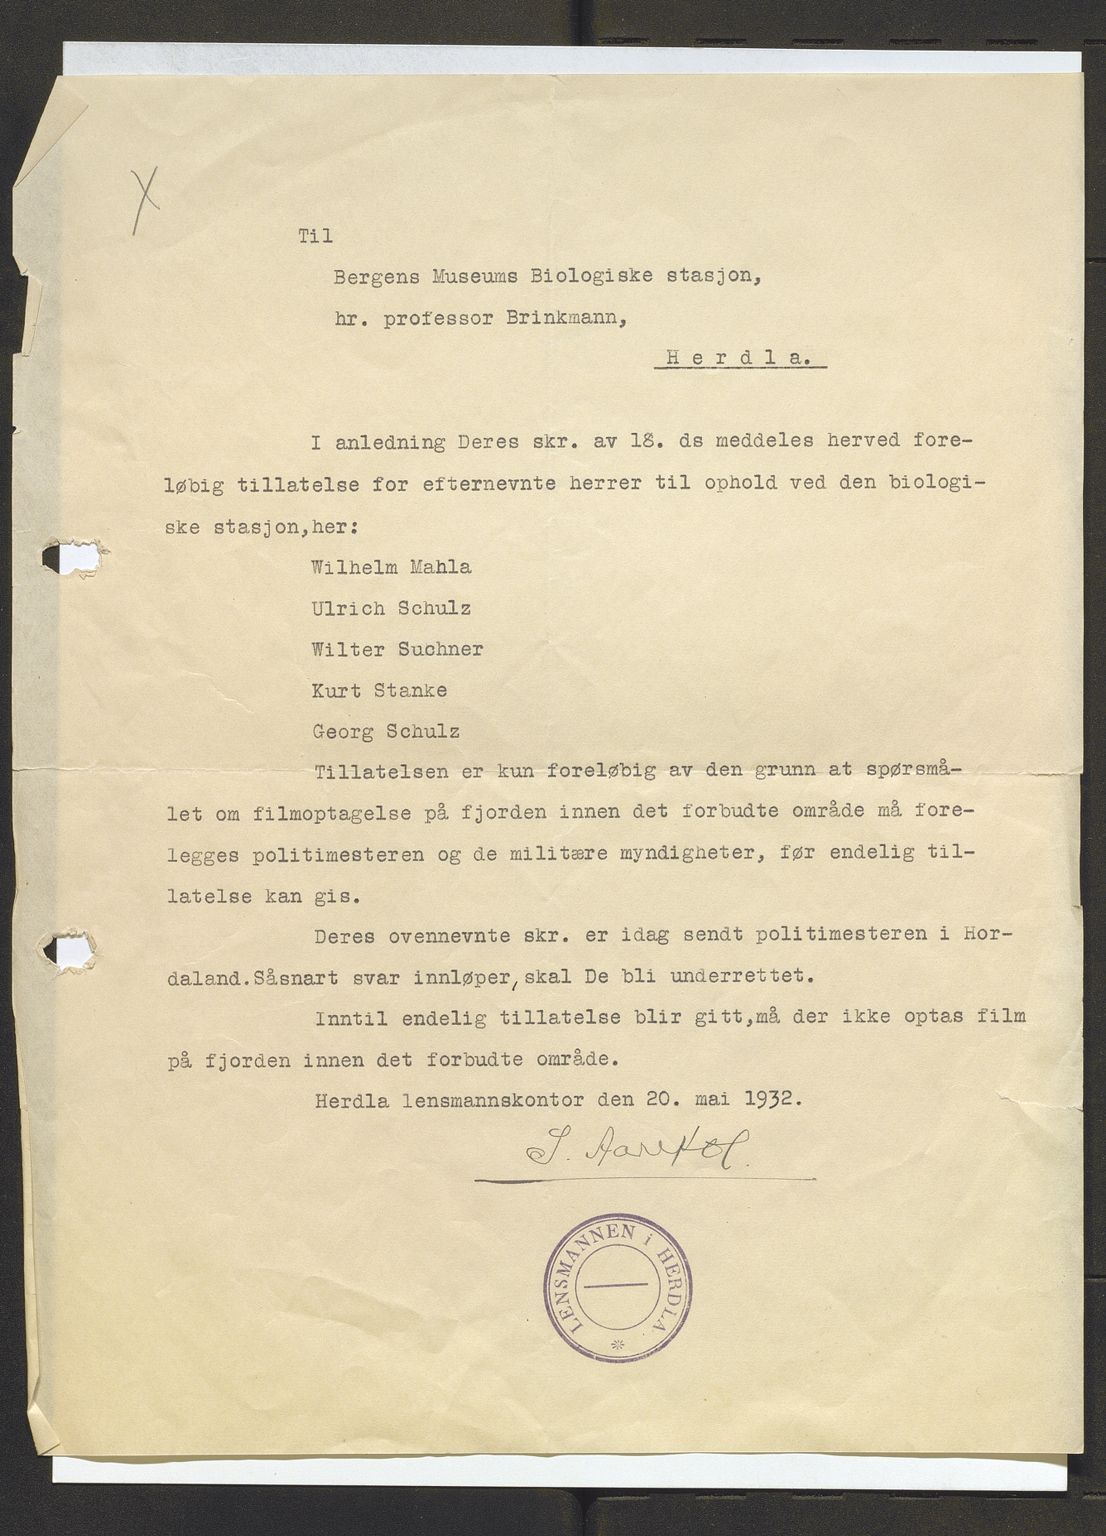 X
Til
Bergens Museums Biologiske stasjon,
hr. professor Brinkmann,
H e r d l a.
I anledning Deres skr. av 18. ds meddeles herved fore-
løbig tillatelse for efternevnte herrer til ophold ved den biologi-
ske stasjon,her:
Wilhelm Mahla
Ulrich Schulz
Wilter Suchner
Kurt Stanke
Georg Schulz
Tillatelsen er kun foreløbig av den grunn at spørsmå-
let om filmoptagelse på fjorden innen det forbudte område må fore-
legges politimesteren og de militære myndigheter, før endelig til-
latelse kan gis.
Deres ovennevnte skr. er idag sendt politimesteren i Hor-
daland.Såsnart svar innløper, skal De bli underrettet.
Inntil endelig tillatelse blir gitt,må der ikke optas film
på fjorden innen det forbudte område.
Herdla lensmannskontor den 20. mai 1932.
S.
LENSMANNEN i HERDLA